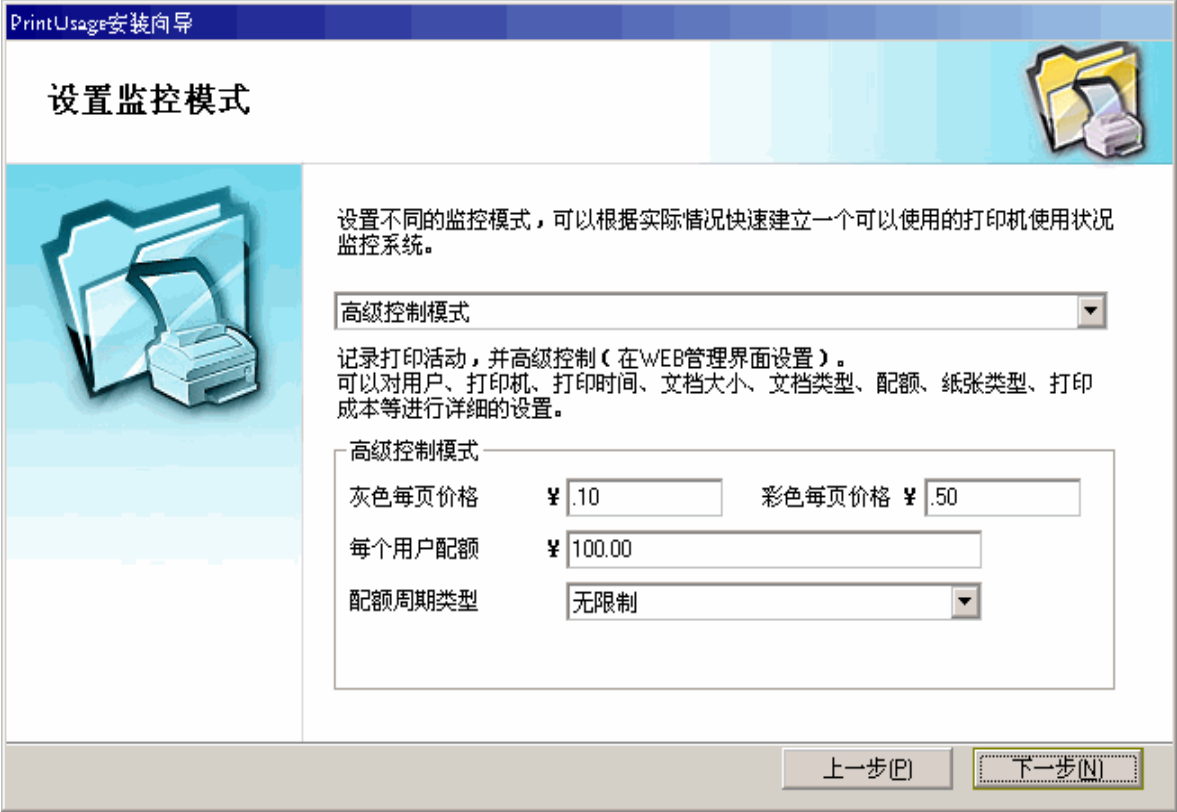 PrintUsage安装向导
设置监控模式
设置不同的监控模式，可以根据实际情况快速建立一个可以使用的打印机使用状况
监控系统。
高级控制模式
记录打印活动，并高级控制（在WEB管理界面设置）。
可以对用户、打印机、打印时间、文档大小、文档类型、配额、纸张类型、打印
成本等进行详细的设置。
高级控制模式
灰色每页价格 ¥ .10 彩色每页价格 ¥ .50
每个用户配额 ¥ 100.00
配额周期类型 无限制
上一步(P) 下一步(N)